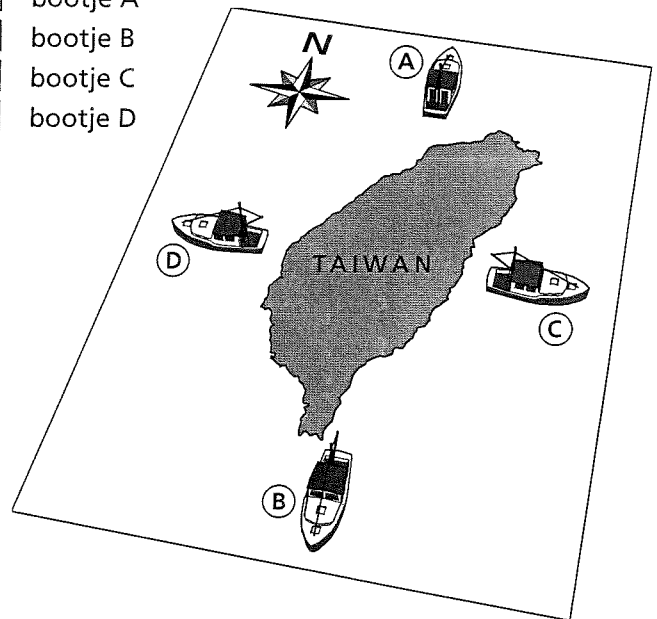 bootje A
bootje B
bootje C
bootje D
N
A
D
TAIWAN
C
B